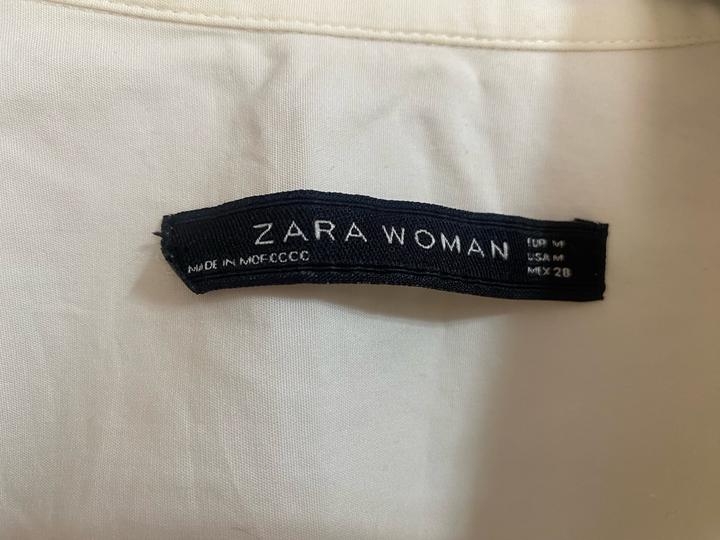 ZARA WOMAN
MADE IN MOROCCO
EUR M
USA M
MEX 28